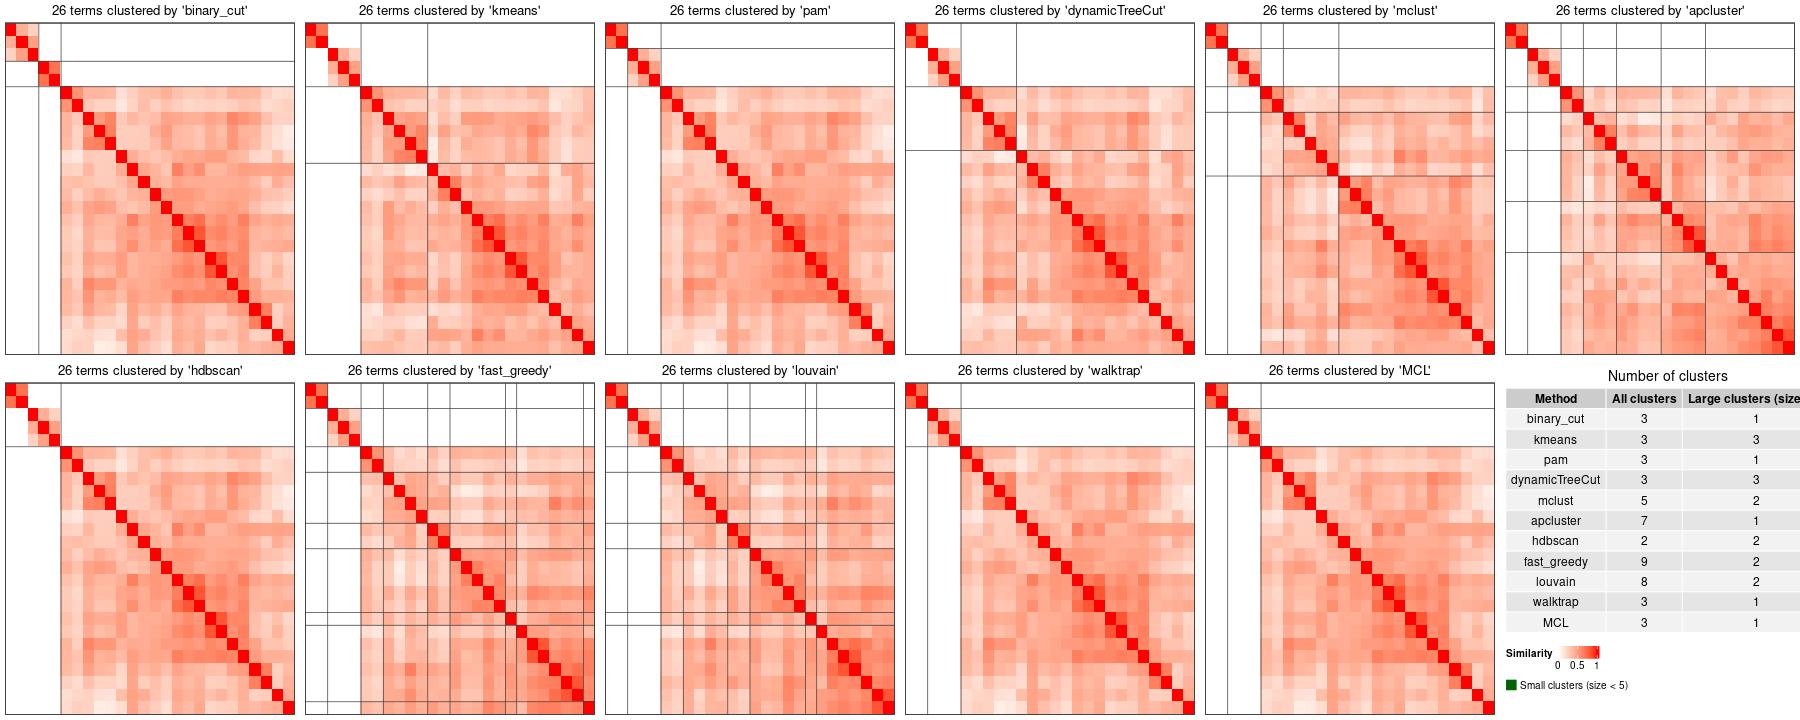 26 terms clustered by 'binary_cut'
26 terms clustered by 'kmeans'
26 terms clustered by 'pam'
26 terms clustered by 'dynamicTreeCut'
26 terms clustered by 'mclust'
26 terms clustered by 'apcluster'
26 terms clustered by 'hdbscan'
26 terms clustered by 'fast_greedy'
26 terms clustered by 'louvain'
26 terms clustered by 'walktrap'
26 terms clustered by 'MCL'
Number of clusters
Method All clusters Large clusters (size
binary_cut 3 1
kmeans 3 3
pam 3 1
dynamicTreeCut 3 3
mclust 5 2
apcluster 7 1
hdbscan 2 2
fast_greedy 9 2
louvain 8 2
walktrap 3 1
MCL 3 1
Similarity
0 0.5 1
Small clusters (size < 5)